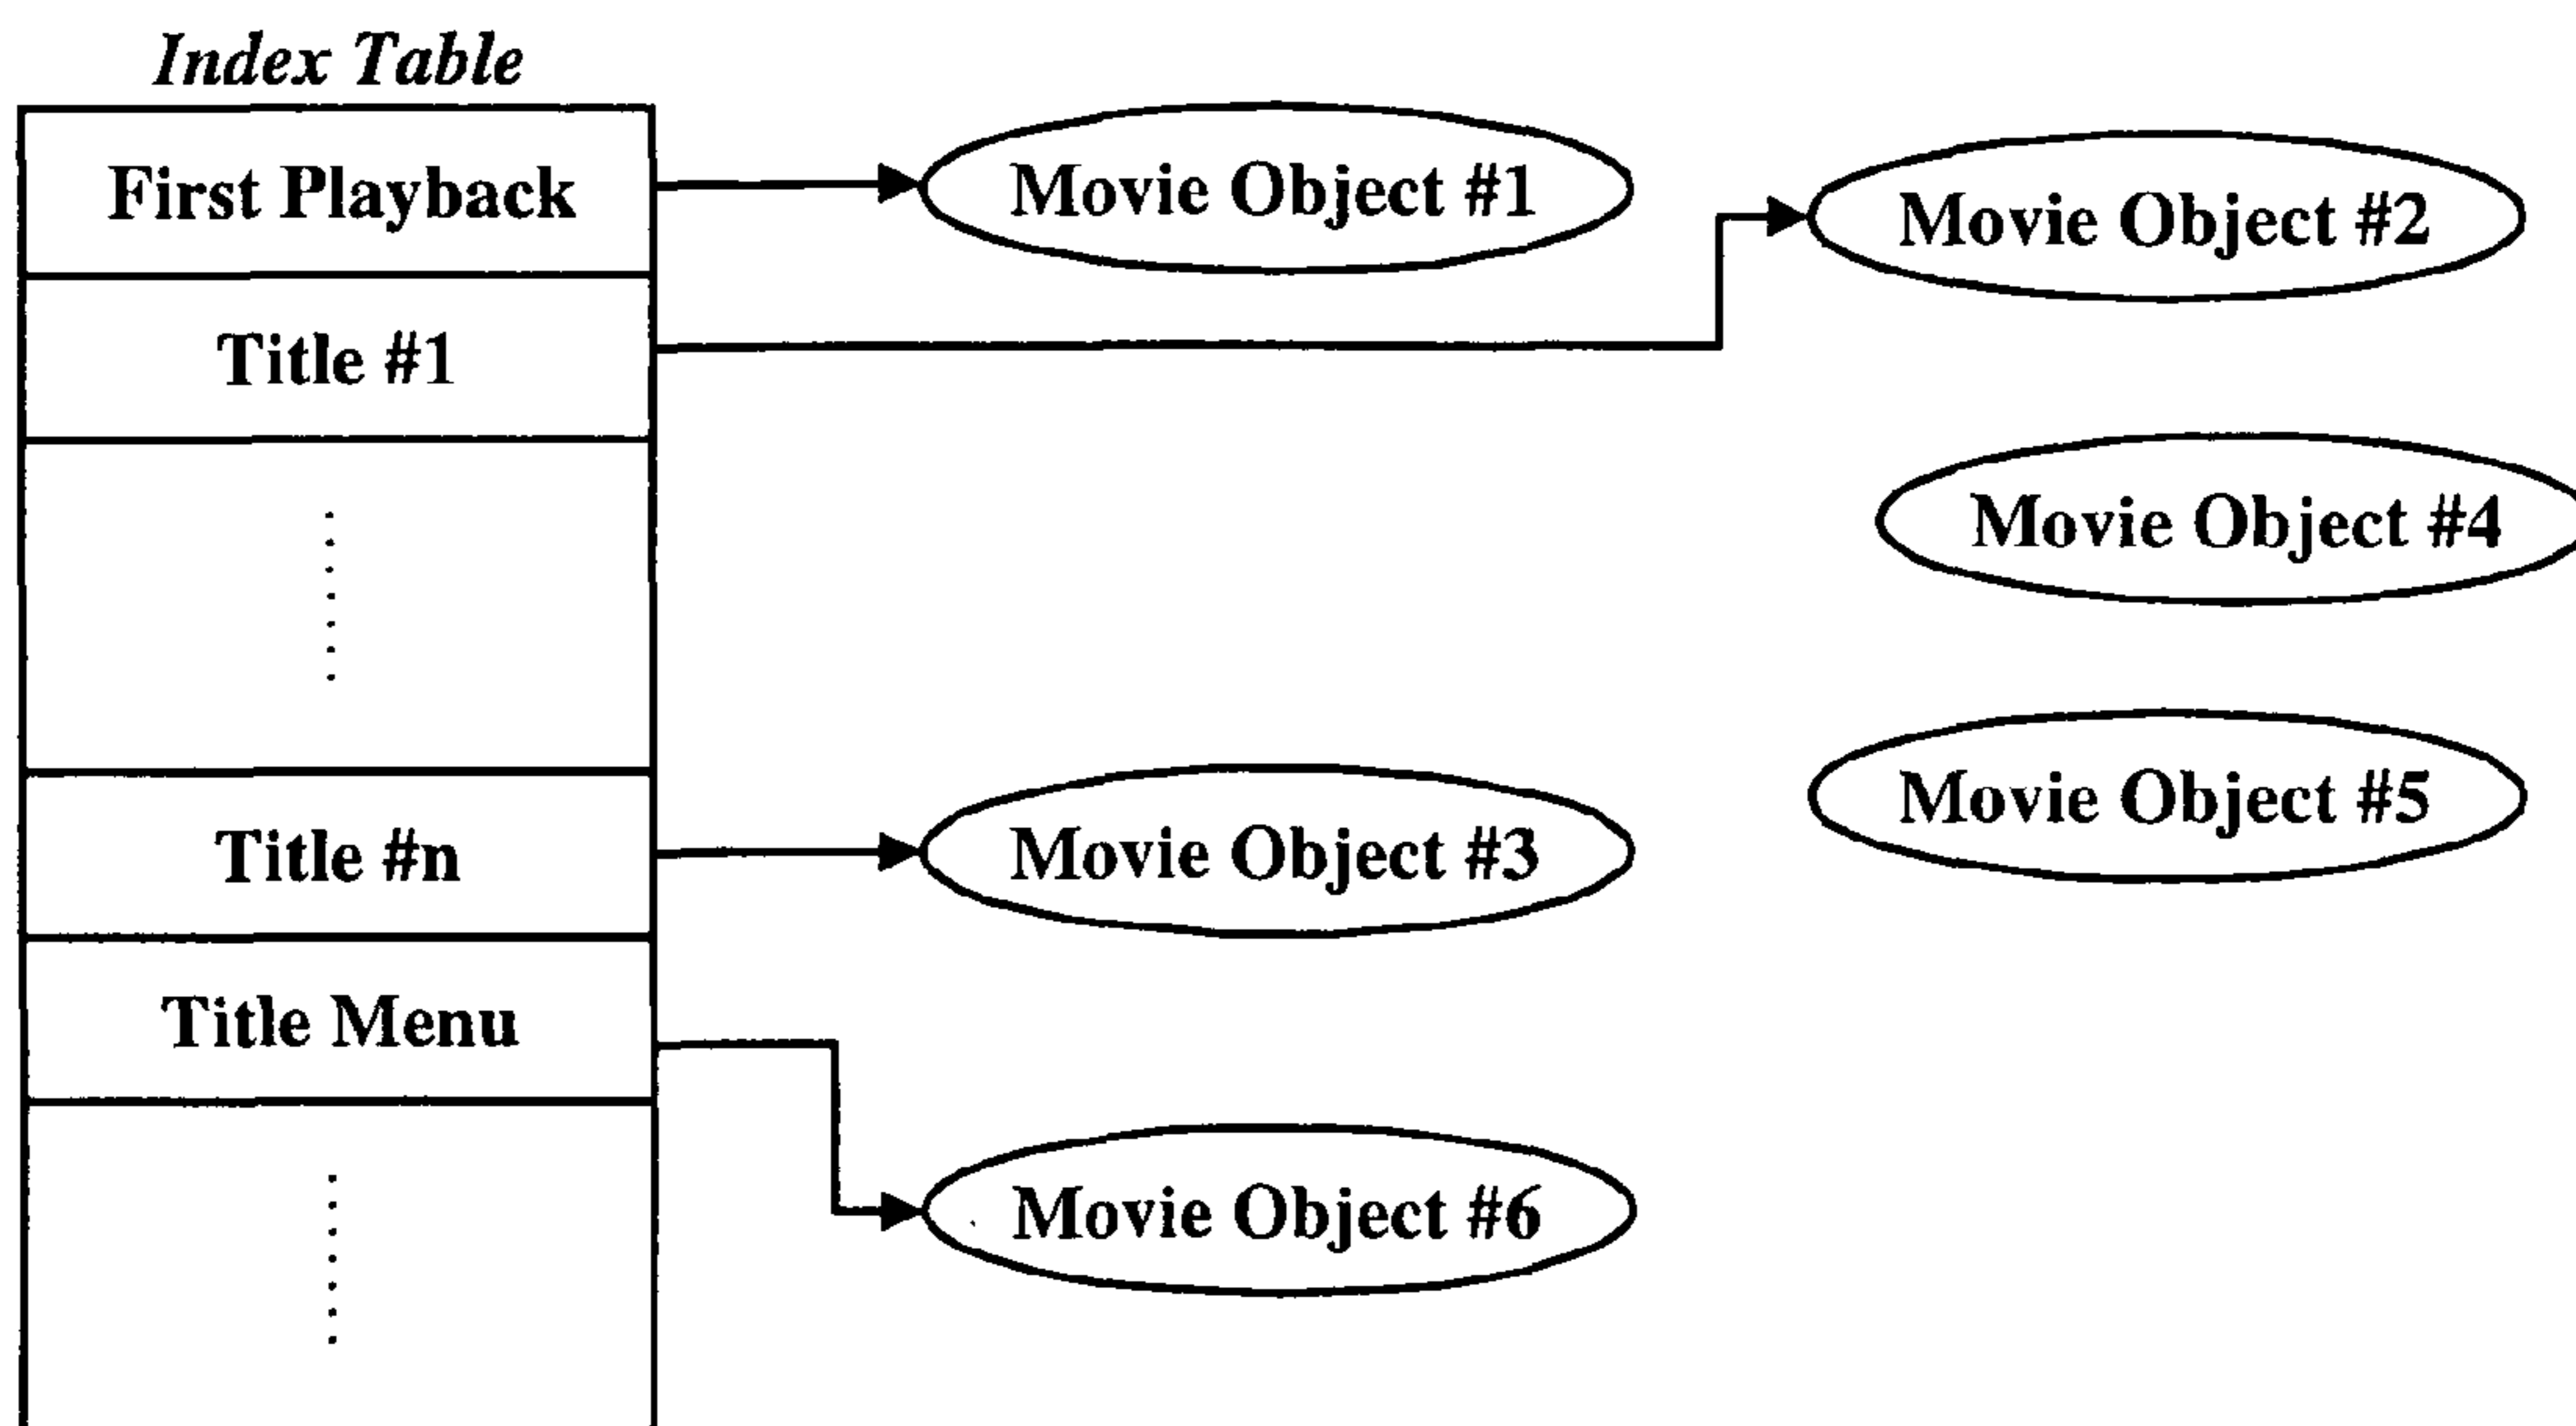 Index Table
First Playback
Movie Object #1
Movie Object #2
Title #1
Movie Object #4
Movie Object #5
Title #n
Movie Object #3
Title Menu
Movie Object #6